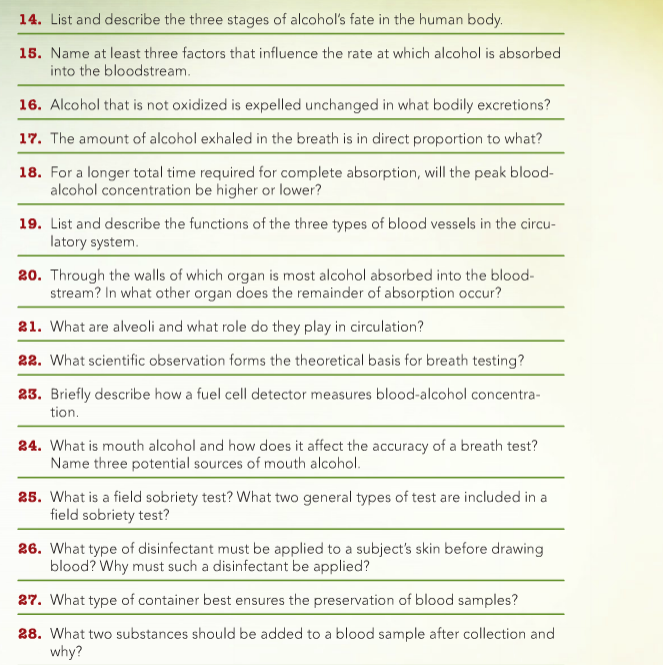 14. List and describe the three stages of alcohol's fate in the human body.
15. Name at least three factors that influence the rate at which alcohol is absorbed
into the bloodstream.
16. Alcohol that is not oxidized is expelled unchanged in what bodily excretions?
17. The amount of alcohol exhaled in the breath is in direct proportion to what?
18. For a longer total time required for complete absorption, will the peak blood-
alcohol concentration be higher or lower?
19. List and describe the functions of the three types of blood vessels in the circu-
latory system.
20. Through the walls of which organ is most alcohol absorbed into the blood-
stream? In what other organ does the remainder of absorption occur?
21. What are alveoli and what role do they play in circulation?
22. What scientific observation forms the theoretical basis for breath testing?
23. Briefly describe how a fuel cell detector measures blood-alcohol concentra-
tion.
24. What is mouth alcohol and how does it affect the accuracy of a breath test?
Name three potential sources of mouth alcohol.
25. What is a field sobriety test? What two general types of test are included in a
field sobriety test?
26. What type of disinfectant must be applied to a subject's skin before drawing
blood? Why must such a disinfectant be applied?
27. What type of container best ensures the preservation of blood samples?
28. What two substances should be added to a blood sample after collection and
why?